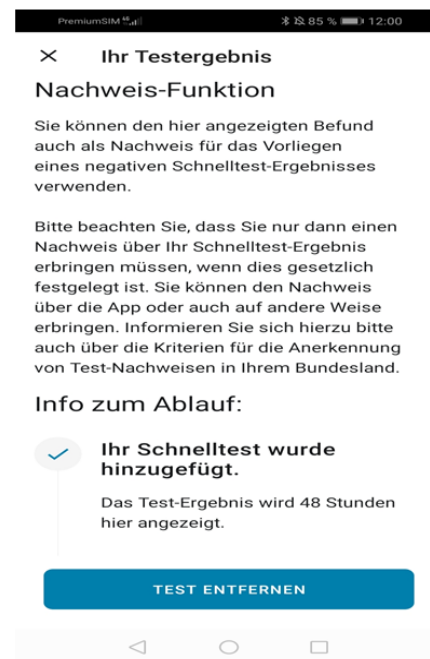 PremiumSIM 85 % 12:00
Ihr Testergebnis
Nachweis-Funktion
Sie können den hier angezeigten Befund
auch als Nachweis für das Vorliegen
eines negativen Schnelltest-Ergebnisses
verwenden.
Bitte beachten Sie, dass Sie nur dann einen
Nachweis über Ihr Schnelltest-Ergebnis
erbringen müssen, wenn dies gesetzlich
festgelegt ist. Sie können den Nachweis
über die App oder auch auf andere Weise
erbringen. Informieren Sie sich hierzu bitte
auch über die Kriterien für die Anerkennung
von Test-Nachweisen in Ihrem Bundesland.
Info zum Ablauf:
Ihr Schnelltest wurde
hinzugefügt.
Das Test-Ergebnis wird 48 Stunden
hier angezeigt.
TEST ENTFERNEN